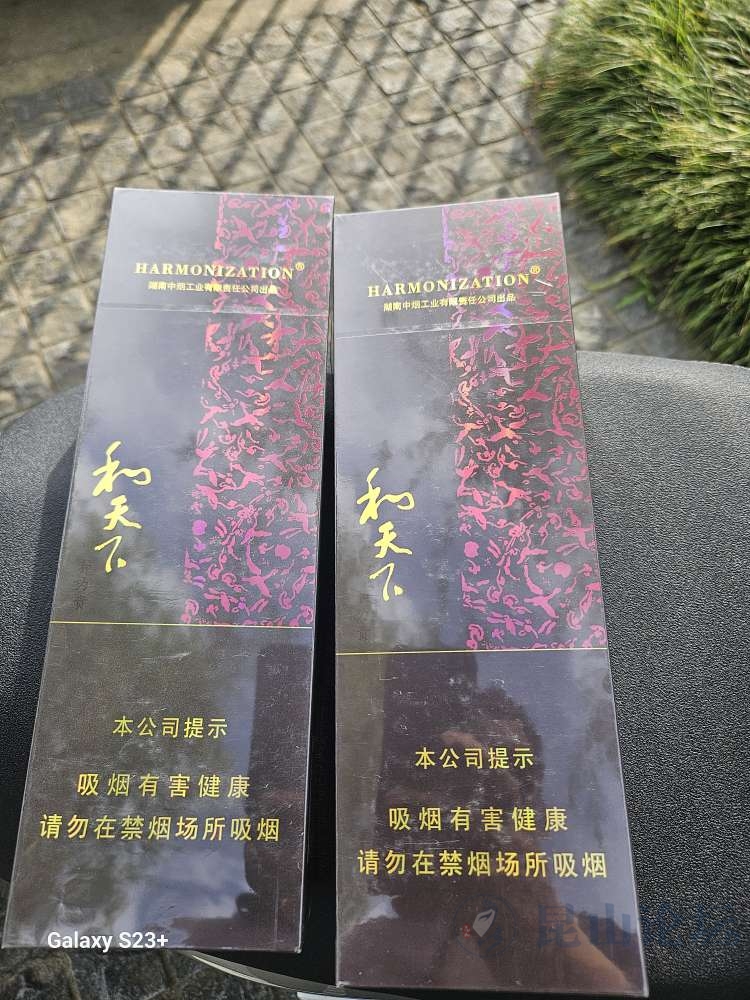 HARMONIZATION®
湖南中烟工业有限责任公司出品
和天下
本公司提示
吸烟有害健康
请勿在禁烟场所吸烟
HARMONIZATION®
湖南中烟工业有限责任公司出品
和天下
本公司提示
吸烟有害健康
请勿在禁烟场所吸烟
Galaxy S23+
昆山论坛